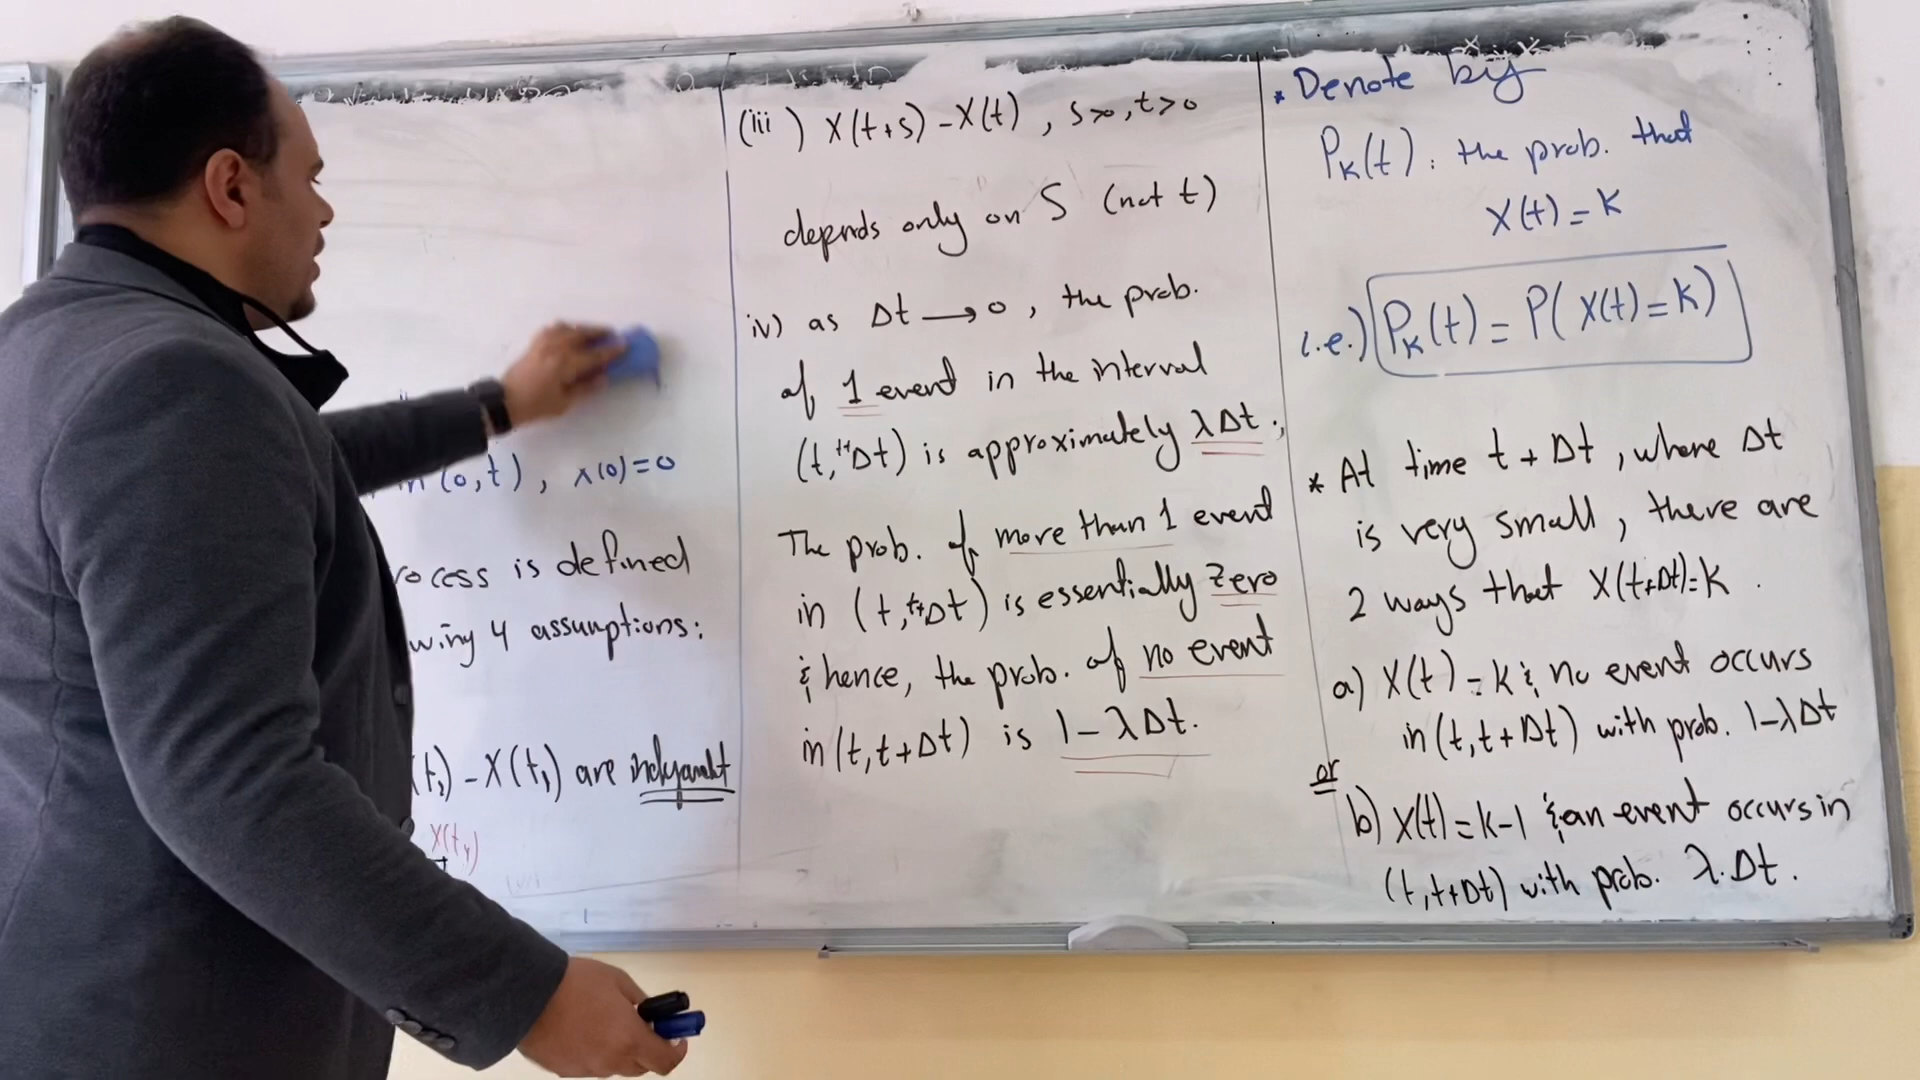 in (0,t), X(0)=0
ocess is defined
wing 4 assumptions:
(t₂) - X(t₁) are independent
X(t
(iii) X(t+s) - X(t), s>0, t>0
depends only on S (not t)
iv) as Δt → 0, the prob.
of 1 event in the interval
(t, t+Δt) is approximately λΔt.,
The prob. of more than 1 event
in (t, t+Δt) is essentially zero
& hence, the prob. of no event
in (t, t+Δt) is 1-λΔt.
* Denote by
Pₖ(t): the prob. that
X(t) = k
i.e.) Pₖ(t) = P(X(t)=k)
* At time t+Δt, where Δt
is very small, there are
2 ways that X(t+Δt)=k.
a) X(t) = k & no event occurs
in (t, t+Δt) with prob. 1-λΔt
or
b) X(t) = k-1 & an event occurs in
(t, t+Δt) with prob. λ.Δt.